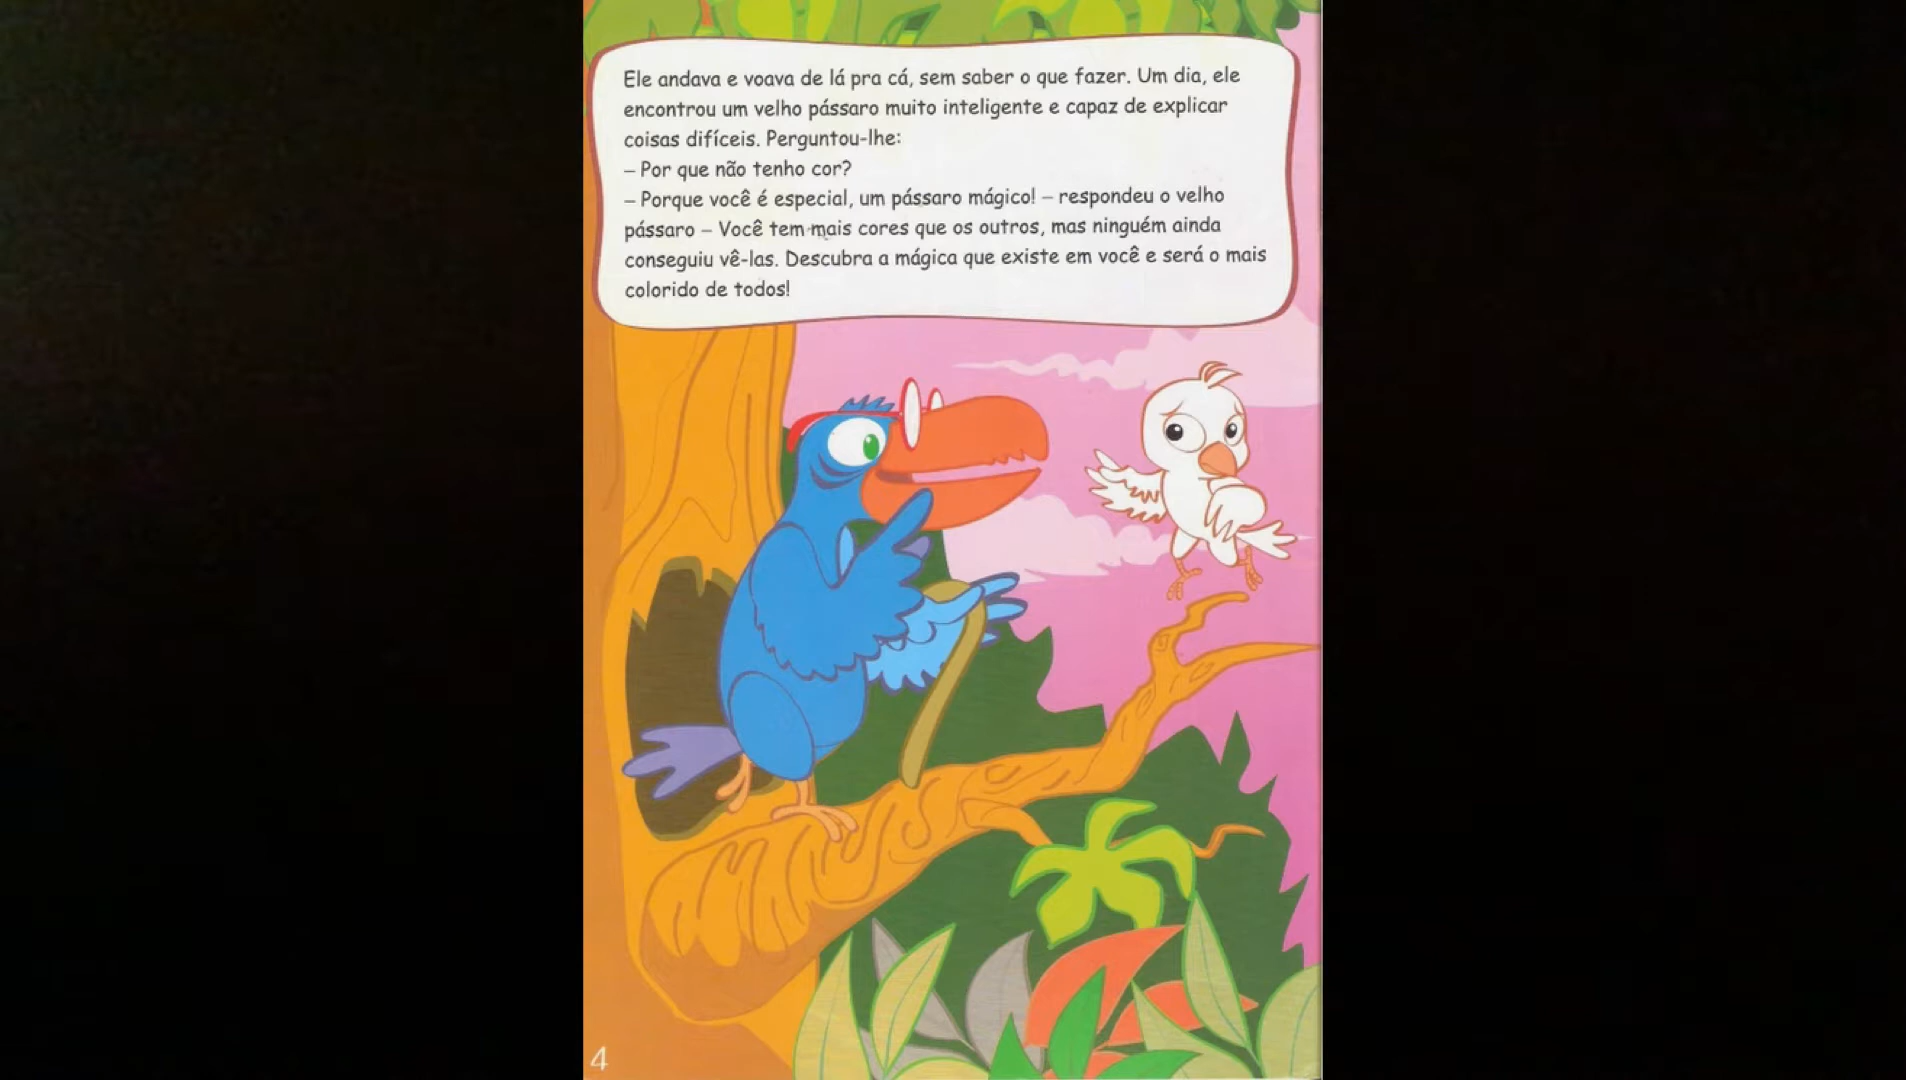 Ele andava e voava de lá pra cá, sem saber o que fazer. Um dia, ele
encontrou um velho pássaro muito inteligente e capaz de explicar
coisas difíceis. Perguntou-lhe:
– Por que não tenho cor?
– Porque você é especial, um pássaro mágico! – respondeu o velho
pássaro – Você tem mais cores que os outros, mas ninguém ainda
conseguiu vê-las. Descubra a mágica que existe em você e será o mais
colorido de todos!
4